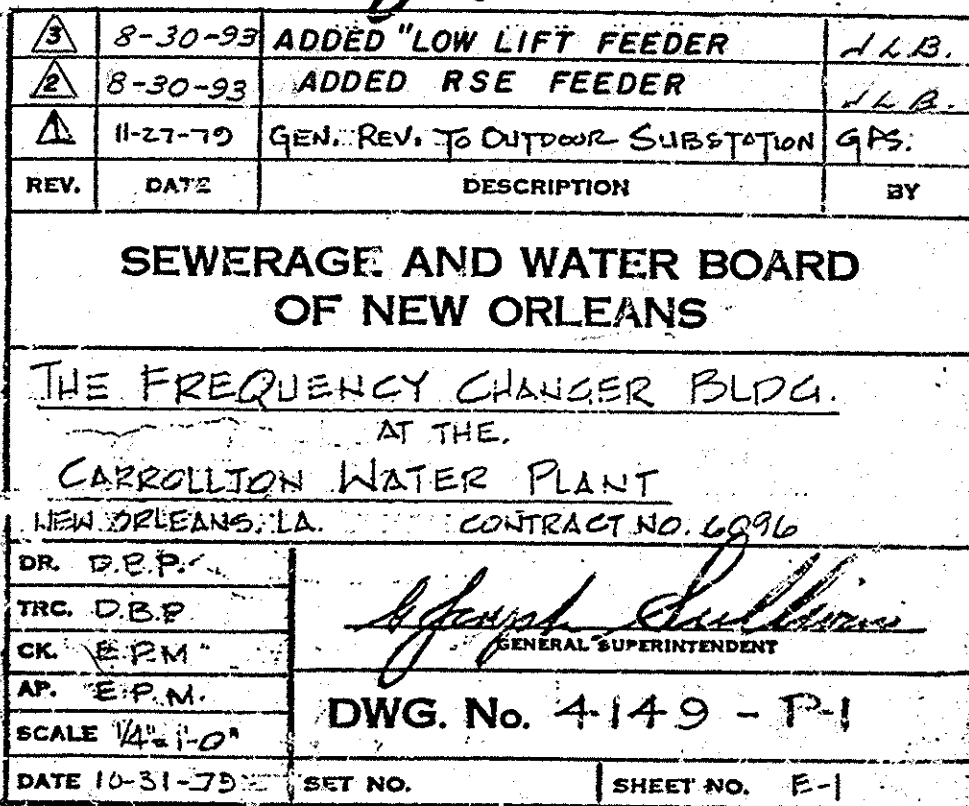 3 8-30-93 ADDED "LOW LIFT FEEDER JLB.
2 8-30-93 ADDED RSE FEEDER JLB.
1 11-27-79 GEN. REV. TO OUTDOOR SUBSTATION GPS.
REV. DATE DESCRIPTION BY
SEWERAGE AND WATER BOARD
OF NEW ORLEANS
THE FREQUENCY CHANGER BLDG.
AT THE.
CARROLLTON WATER PLANT
NEW ORLEANS, LA. CONTRACT NO. 6096
DR. D.B.P.
TRC. D.B.P
CK. E.P.M
AP. E.P.M.
G Joseph Sullivan
GENERAL SUPERINTENDENT
SCALE 1/4"=1'-0"
DWG. No. 4149 - P-1
DATE 10-31-79 SET NO. SHEET NO. E-1